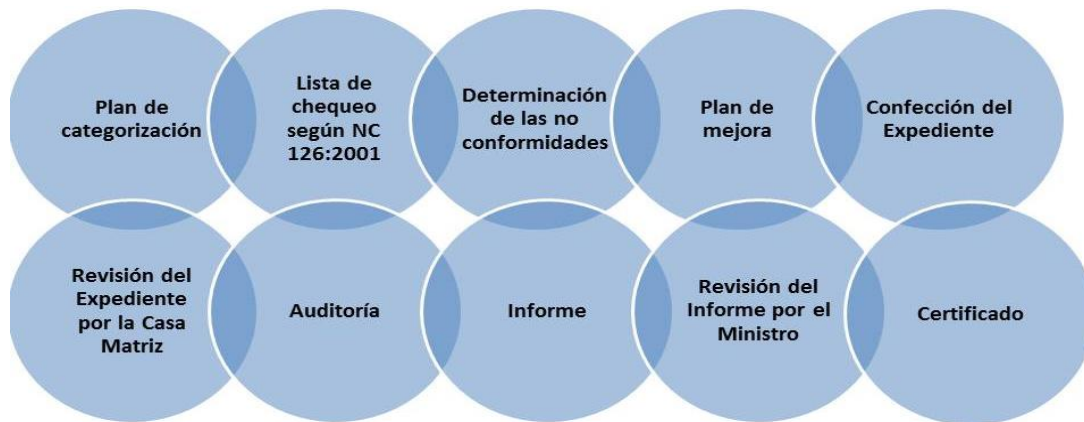 Plan de
categorización
Lista de
chequeo
según NC
126:2001
Determinación
de las no
conformidades
Plan de
mejora
Confección del
Expediente
Revisión del
Expediente
por la Casa
Matriz
Auditoría
Informe
Revisión del
Informe por el
Ministro
Certificado